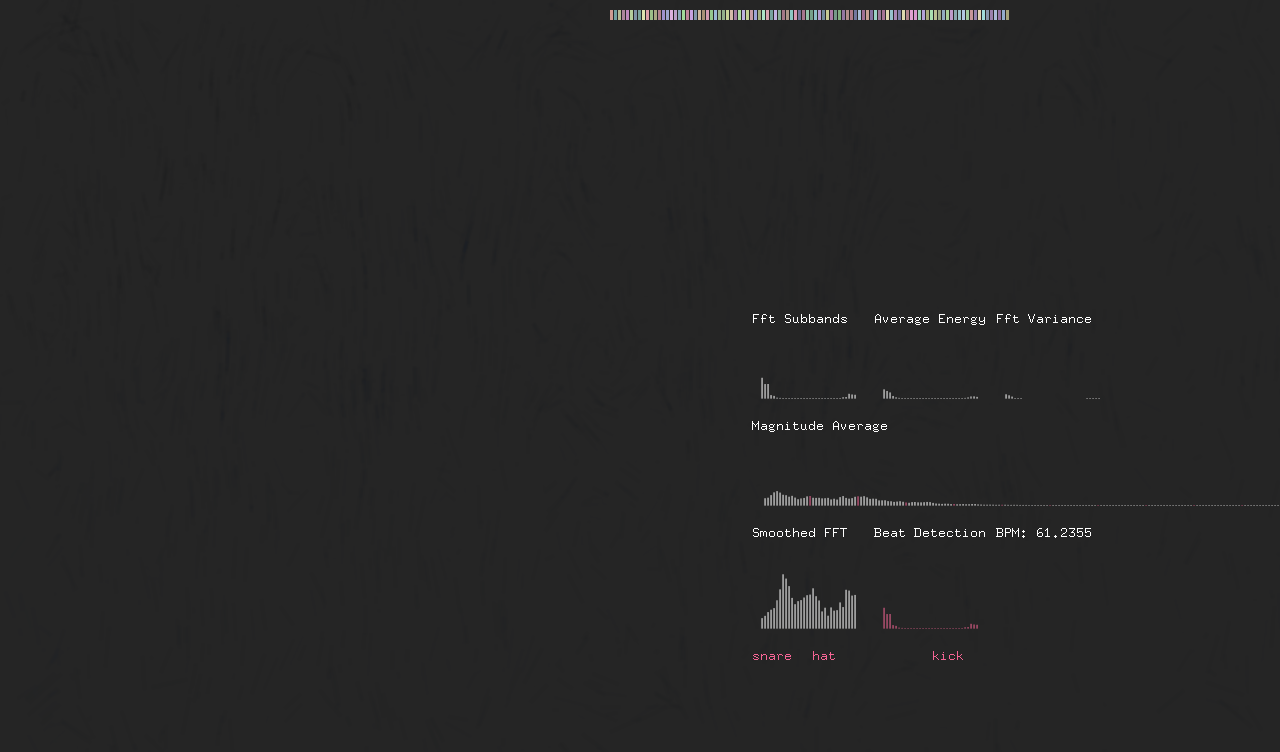 Fft Subbands Average Energy Fft Variance
Magnitude Average
Smoothed FFT Beat Detection BPM: 61.2355
snare hat kick